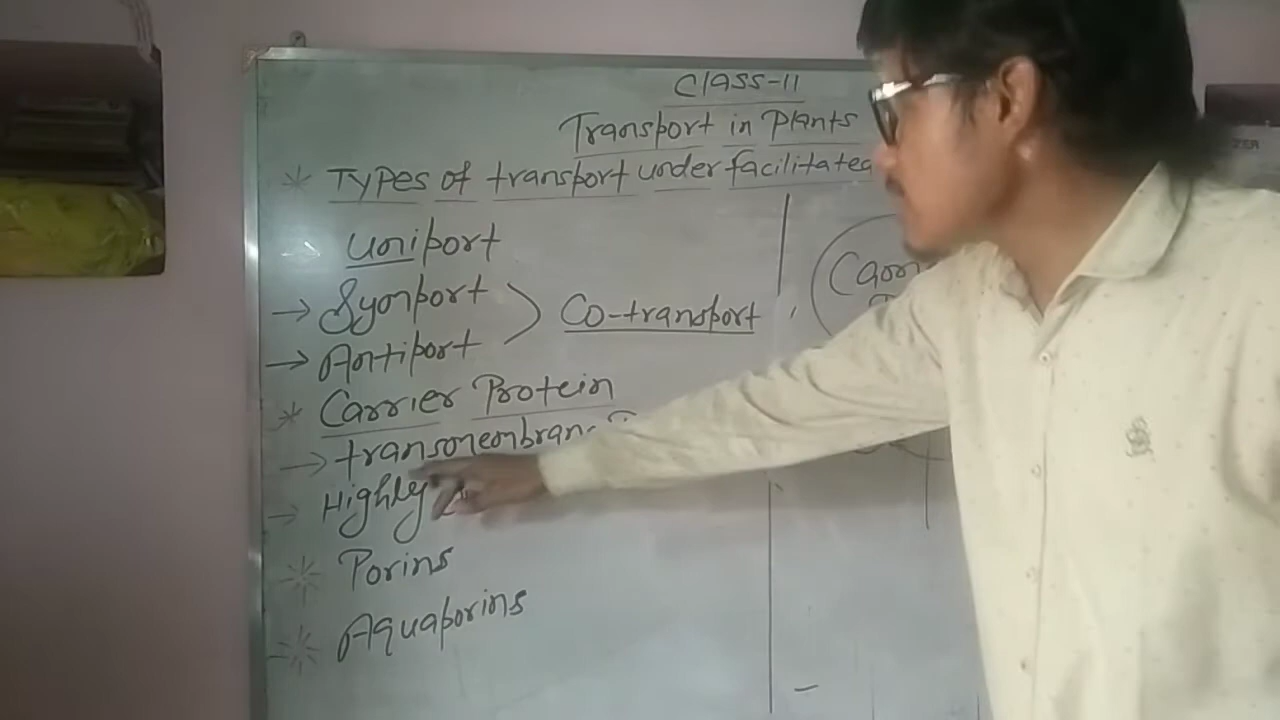 Class-11
Transport in Plants
* Types of transport under facilitated
Uniport
→ Symport
Co-transport
→ Antiport
* Carrier Protein
→ transmembrane
→ Highly
* Porins
* Aquaporins